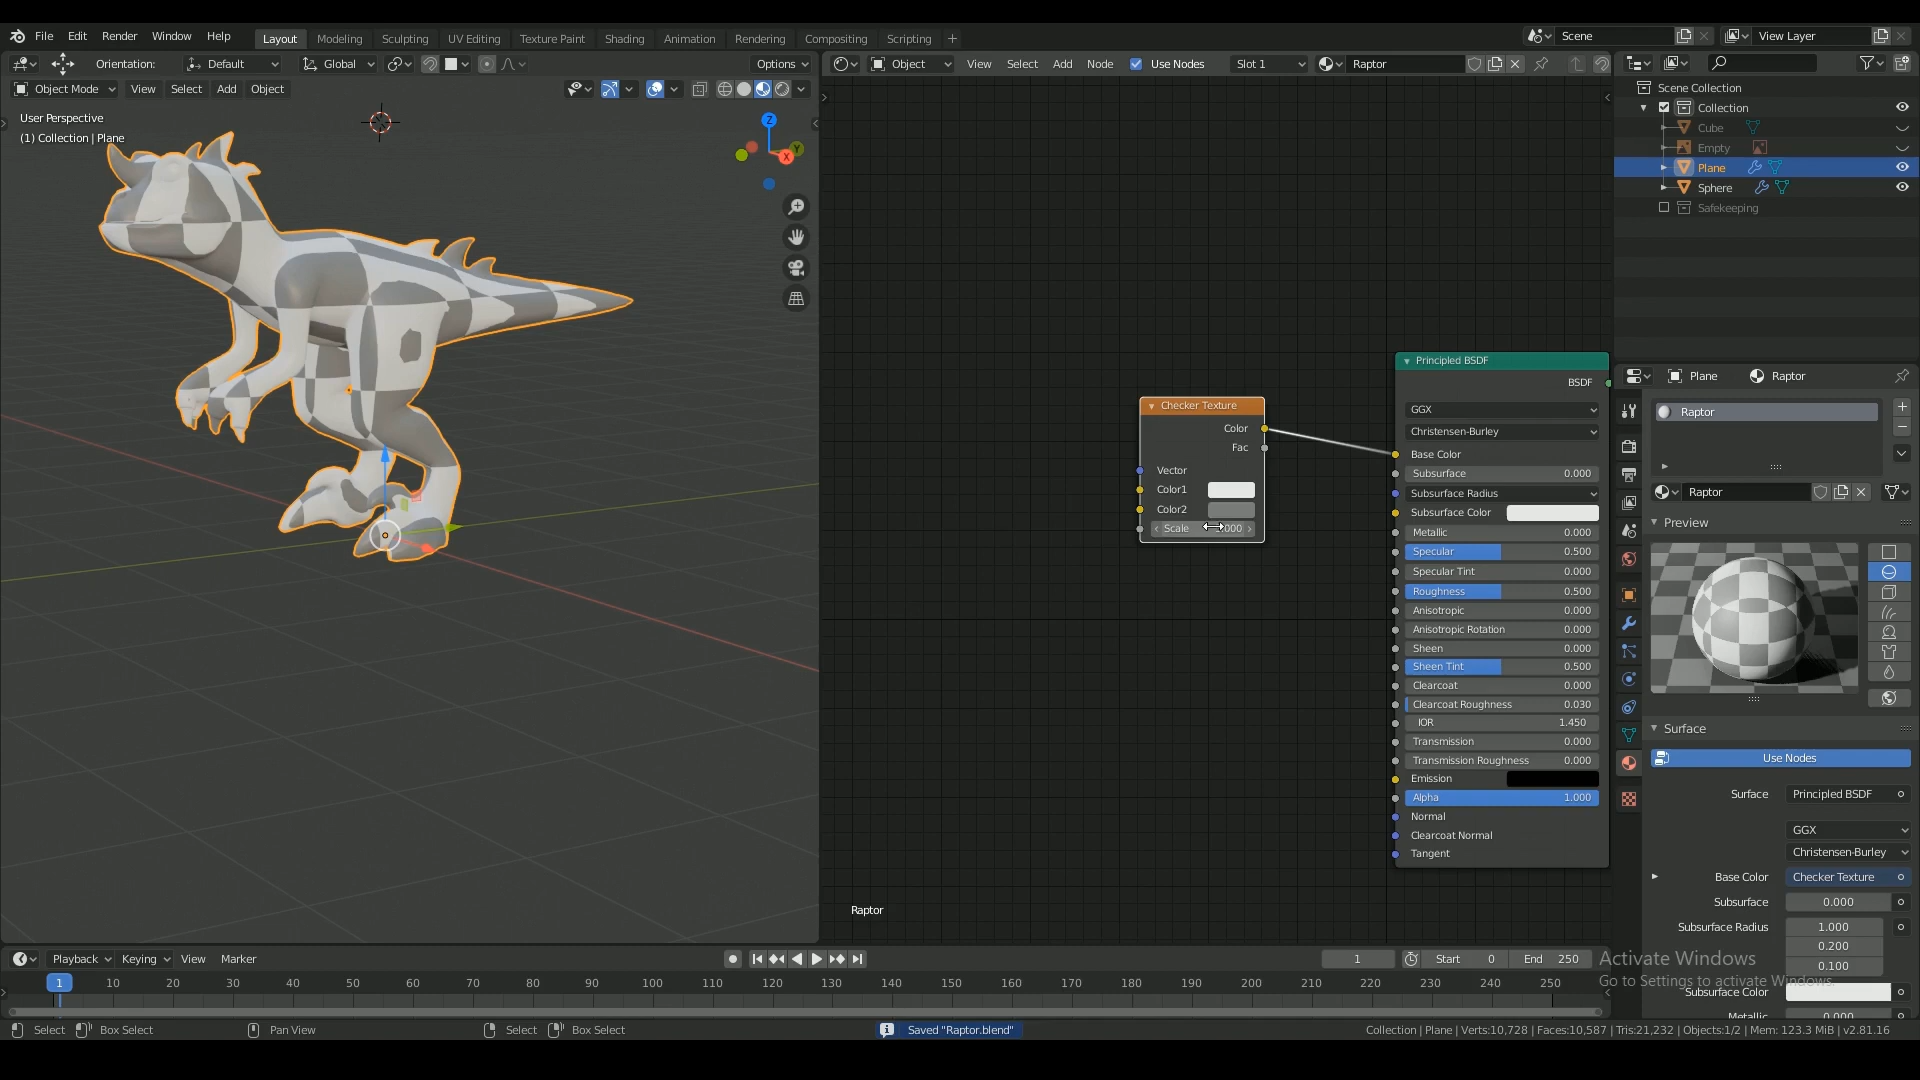 File Edit Render Window Help Layout Modeling Sculpting UV Editing Texture Paint Shading Animation Rendering Compositing Scripting + Scene View Layer
Orientation: Default Global Options Object View Select Add Node Use Nodes Slot 1 Raptor
Object Mode View Select Add Object
User Perspective
(1) Collection | Plane
Z
Y
X
Scene Collection
Collection
Cube
Empty
Plane
Sphere
Safekeeping
Checker Texture
Color
Fac
Vector
Color1
Color2
Scale
Principled BSDF
BSDF
GGX
Christensen-Burley
Base Color
Subsurface 0.000
Subsurface Radius
Subsurface Color
Metallic 0.000
Specular 0.500
Specular Tint 0.000
Roughness 0.500
Anisotropic 0.000
Anisotropic Rotation 0.000
Sheen 0.000
Sheen Tint 0.500
Clearcoat 0.000
Clearcoat Roughness 0.030
IOR 1.450
Transmission 0.000
Transmission Roughness 0.000
Emission
Alpha 1.000
Normal
Clearcoat Normal
Tangent
Raptor
Plane Raptor
Raptor
Raptor
Preview
Surface
Use Nodes
Surface Principled BSDF
GGX
Christensen-Burley
Base Color Checker Texture
Subsurface 0.000
Subsurface Radius 1.000
0.200
0.100
Subsurface Color
Metallic 0.000
Activate Windows
Go to Settings to activate Windows.
Playback Keying View Marker 1 Start 0 End 250
1 10 20 30 40 50 60 70 80 90 100 110 120 130 140 150 160 170 180 190 200 210 220 230 240 250
Select Box Select Pan View Select Box Select Saved "Raptor.blend" Collection | Plane | Verts:10,728 | Faces:10,587 | Tris:21,232 | Objects:1/2 | Mem: 123.3 MiB | v2.81.16